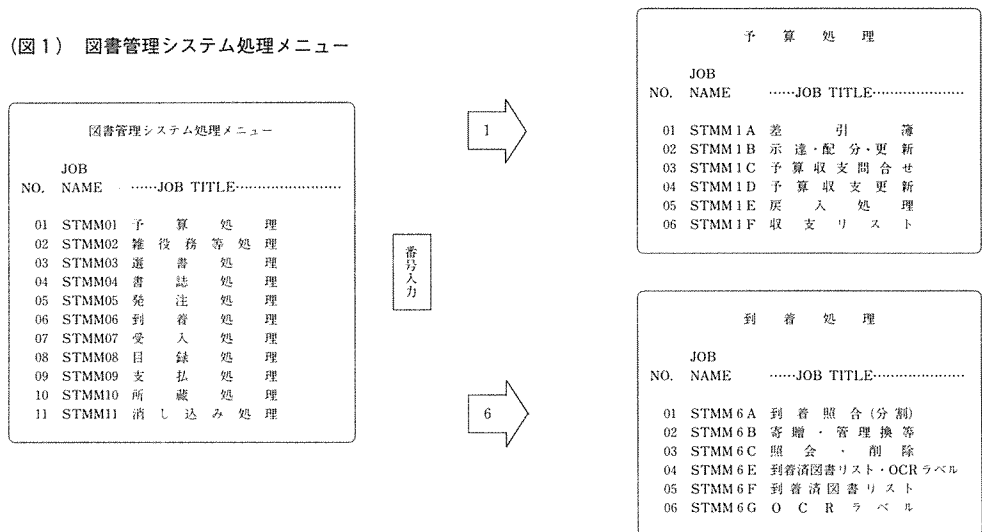 (図1) 図書管理システム処理メニュー
図書管理システム処理メニュー
JOB
NO. NAME ……JOB TITLE……………………
01 STMM01 予算処理
02 STMM02 雑役務等処理
03 STMM03 選書処理
04 STMM04 書誌処理
05 STMM05 発注処理
06 STMM06 到着処理
07 STMM07 受入処理
08 STMM08 目録処理
09 STMM09 支払処理
10 STMM10 所蔵処理
11 STMM11 消し込み処理
番号入力
1
6
予算処理
JOB
NO. NAME ……JOB TITLE…………………
01 STMM1A 差引簿
02 STMM1B 示達・配分・更新
03 STMM1C 予算収支問合せ
04 STMM1D 予算収支更新
05 STMM1E 戻入処理
06 STMM1F 収支リスト
到着処理
JOB
NO. NAME ……JOB TITLE…………………
01 STMM6A 到着照合(分割)
02 STMM6B 寄贈・管理換等
03 STMM6C 照会・削除
04 STMM6E 到着済図書リスト・OCRラベル
05 STMM6F 到着済図書リスト
06 STMM6G OCRラベル